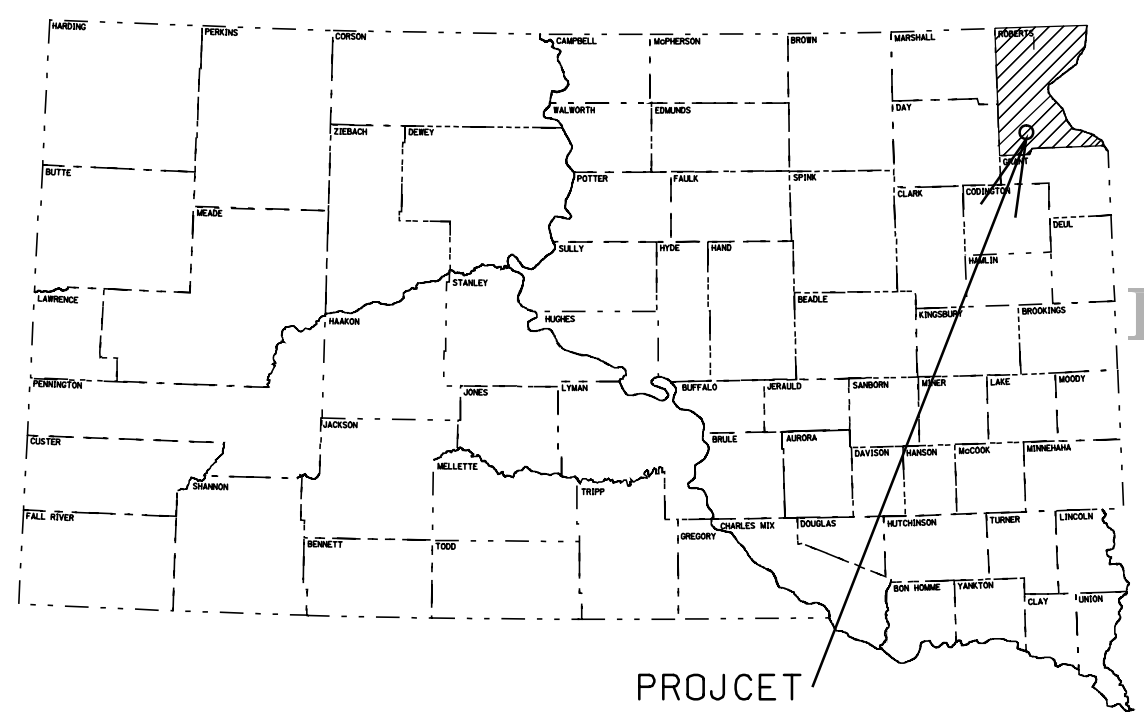 HARDING
PERKINS
CORSON
CAMPBELL
McPHERSON
BROWN
MARSHALL
ROBERTS
WALWORTH
EDMUNDS
DAY
ZIEBACH
DEWEY
GRANT
BUTTE
POTTER
FAULK
SPINK
CLARK
CODINGTON
MEADE
DEUL
SULLY
HYDE
HAND
HAMLIN
STANLEY
LAWRENCE
BEADLE
HAAKON
HUGHES
KINGSBURY
BROOKINGS
PENNINGTON
JONES
LYMAN
BUFFALO
JERAULD
SANBORN
MINER
LAKE
MOODY
JACKSON
CUSTER
BRULE
AURORA
DAVISON
HANSON
McCOOK
MINNEHAHA
MELLETTE
SHANNON
TRIPP
FALL RIVER
GREGORY
CHARLES MIX
DOUGLAS
HUTCHINSON
TURNER
LINCOLN
BENNETT
TODD
BON HOMME
YANKTON
CLAY
UNION
PROJCET